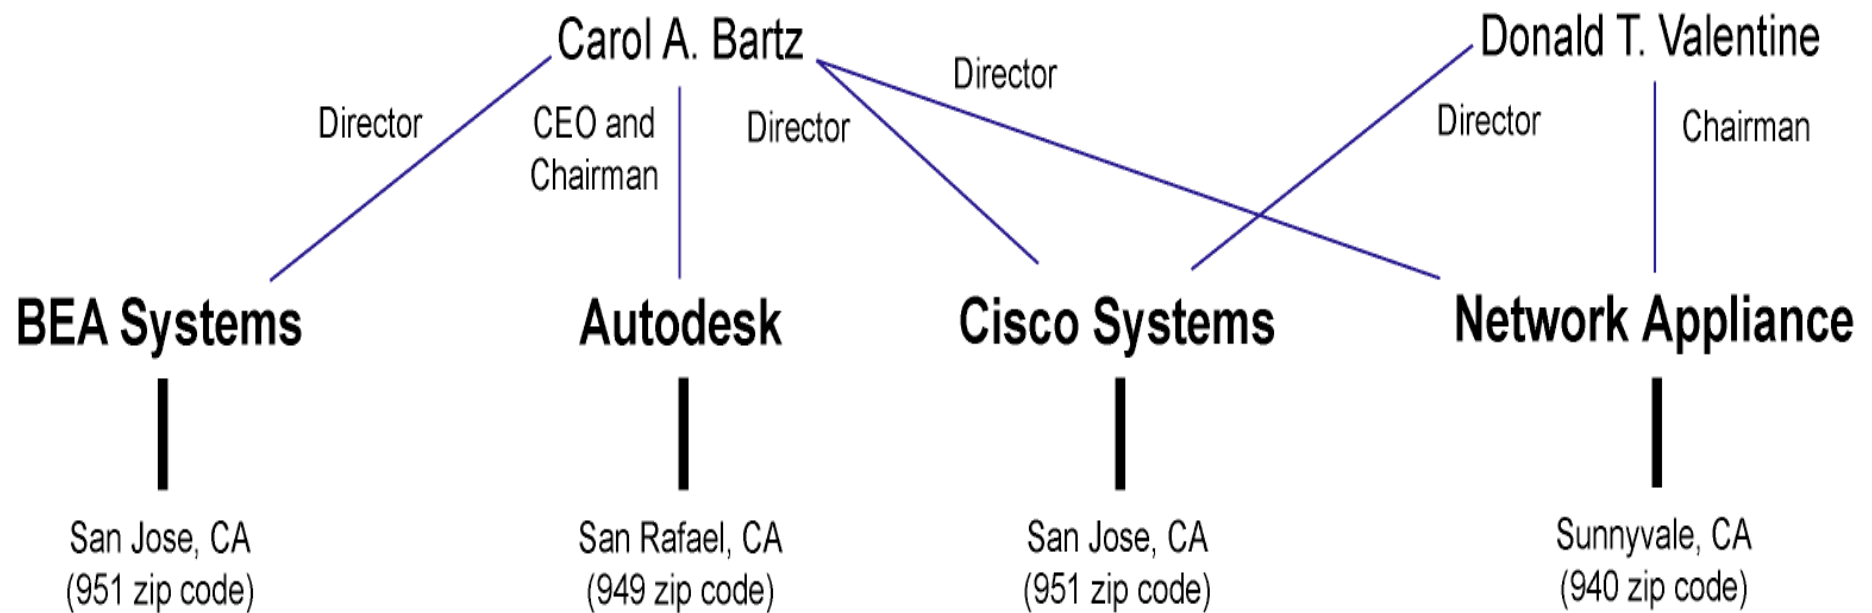 Carol A. Bartz
Donald T. Valentine
Director
CEO and
Chairman
Director
Director
Director
Chairman
BEA Systems
Autodesk
Cisco Systems
Network Appliance
San Jose, CA
(951 zip code)
San Rafael, CA
(949 zip code)
San Jose, CA
(951 zip code)
Sunnyvale, CA
(940 zip code)